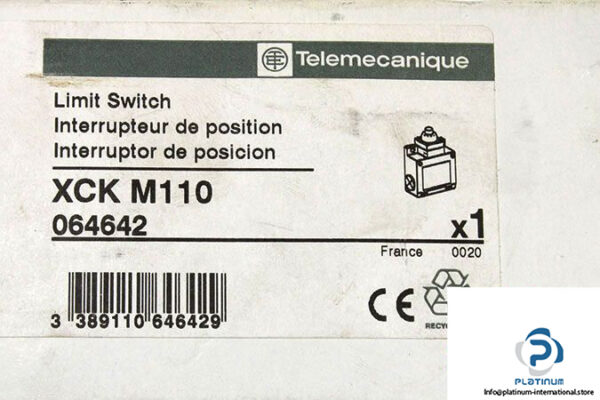 Telemecanique
Limit Switch
Interrupteur de position
Interruptor de posicion
XCK M110
064642
x1
France 0020
3 389110 646429
CE
RECYC
PLATINUM
Info@platinum-international.store